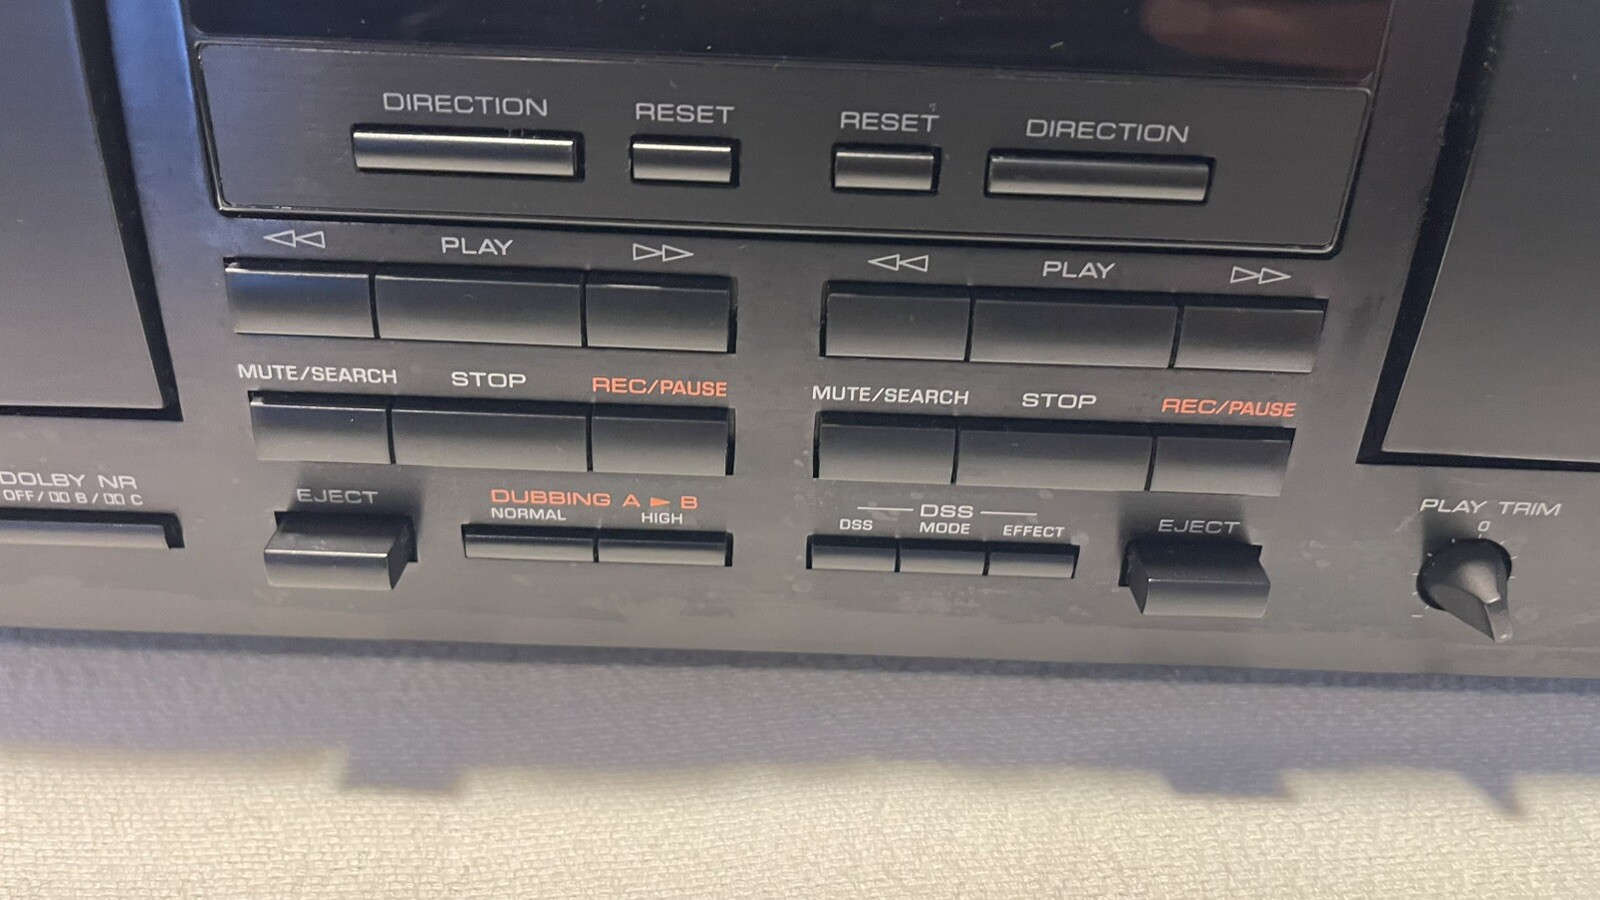 DIRECTION RESET RESET DIRECTION
PLAY PLAY
MUTE/SEARCH STOP REC/PAUSE MUTE/SEARCH STOP REC/PAUSE
DOLBY NR
OFF/ B / C
EJECT
DUBBING A ► B
NORMAL HIGH
DSS
DSS MODE EFFECT
EJECT
PLAY TRIM
0